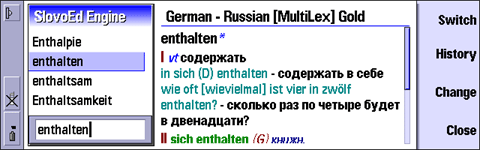 SlovoEd Engine
Enthalpie
enthalten
enthaltsam
Enthaltsamkeit
enthalten
German - Russian [MultiLex] Gold
enthalten*
I vt содержать
in sich (D) enthalten - содержать в себе
wie oft [wievielmal] ist vier in zwölf
enthalten? - сколько раз по четыре будет
в двенадцати?
II sich enthalten (G) книжн.
Switch
History
Change
Close